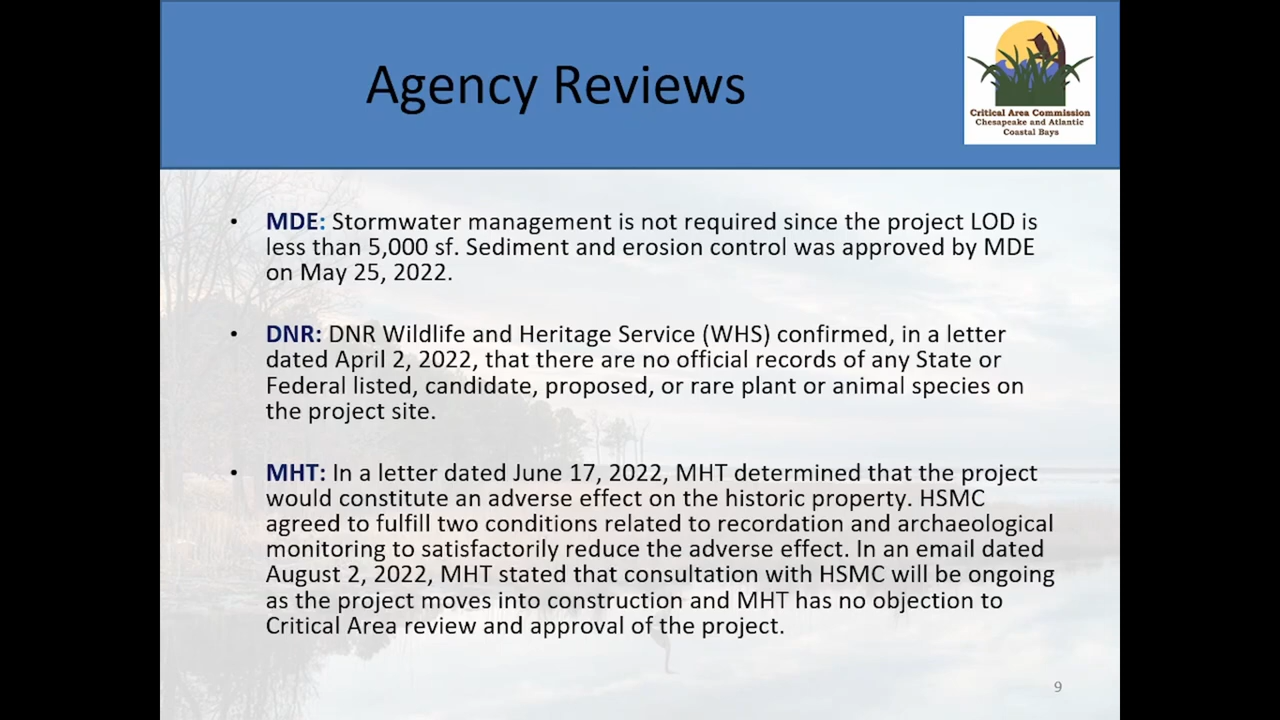 Agency Reviews
Critical Area Commission
Chesapeake and Atlantic
Coastal Bays
• MDE: Stormwater management is not required since the project LOD is
less than 5,000 sf. Sediment and erosion control was approved by MDE
on May 25, 2022.
• DNR: DNR Wildlife and Heritage Service (WHS) confirmed, in a letter
dated April 2, 2022, that there are no official records of any State or
Federal listed, candidate, proposed, or rare plant or animal species on
the project site.
• MHT: In a letter dated June 17, 2022, MHT determined that the project
would constitute an adverse effect on the historic property. HSMC
agreed to fulfill two conditions related to recordation and archaeological
monitoring to satisfactorily reduce the adverse effect. In an email dated
August 2, 2022, MHT stated that consultation with HSMC will be ongoing
as the project moves into construction and MHT has no objection to
Critical Area review and approval of the project.
9